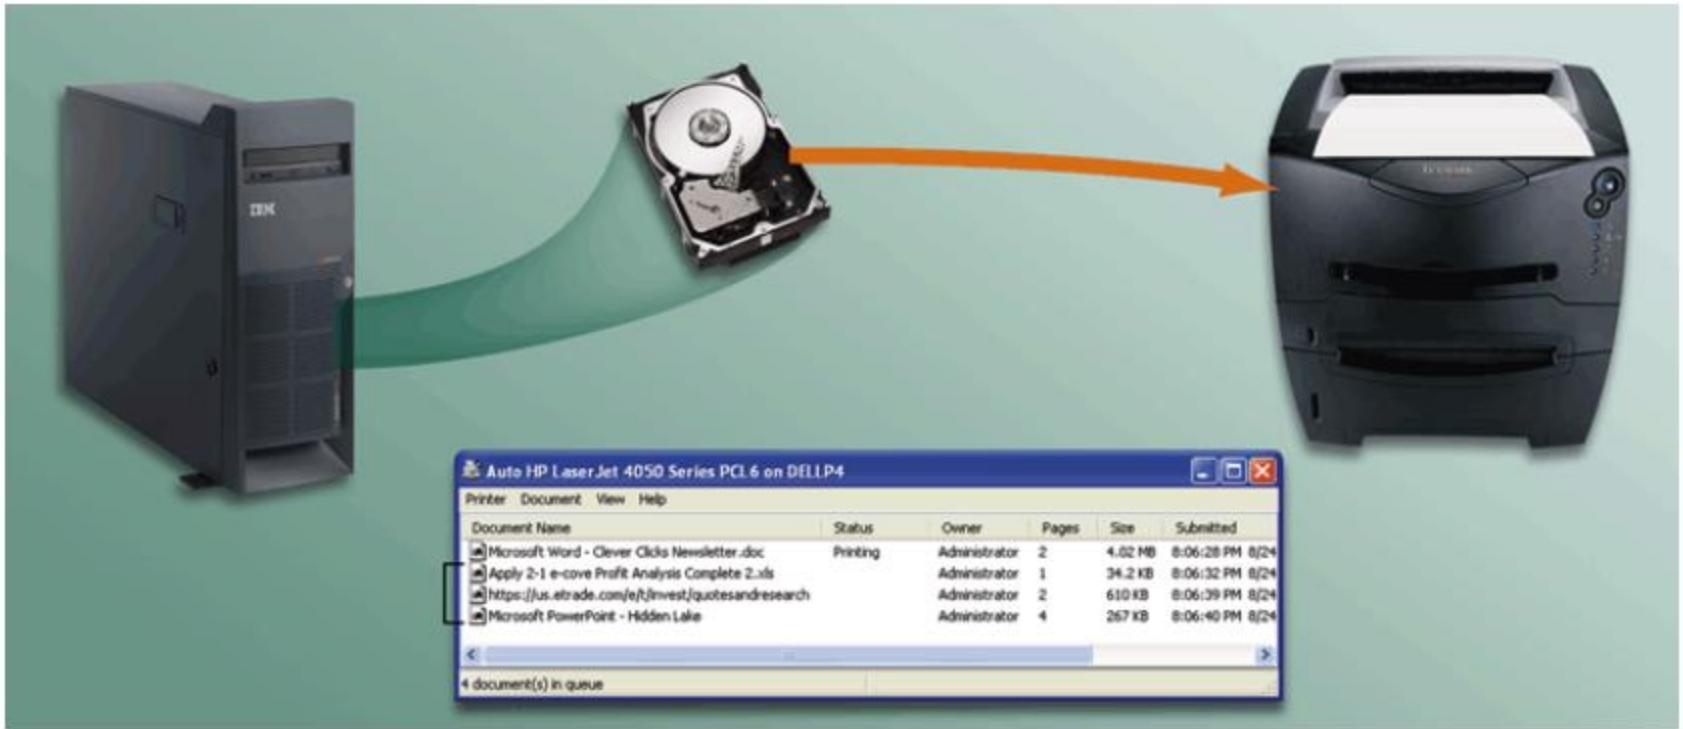 IBM
LEXMARK
Auto HP LaserJet 4050 Series PCL6 on DELLP4
Printer Document View Help
Document Name Status Owner Pages Size Submitted
Microsoft Word - Clever Clicks Newsletter.doc Printing Administrator 2 4.02 MB 8:06:28 PM 8/24
Apply 2-1 e-cove Profit Analysis Complete 2.xls Administrator 1 34.2 KB 8:06:32 PM 8/24
https://us.etrade.com/e/t/invest/quotesandresearch Administrator 2 610 KB 8:06:39 PM 8/24
Microsoft PowerPoint - Hidden Lake Administrator 4 267 KB 8:06:40 PM 8/24
4 document(s) in queue